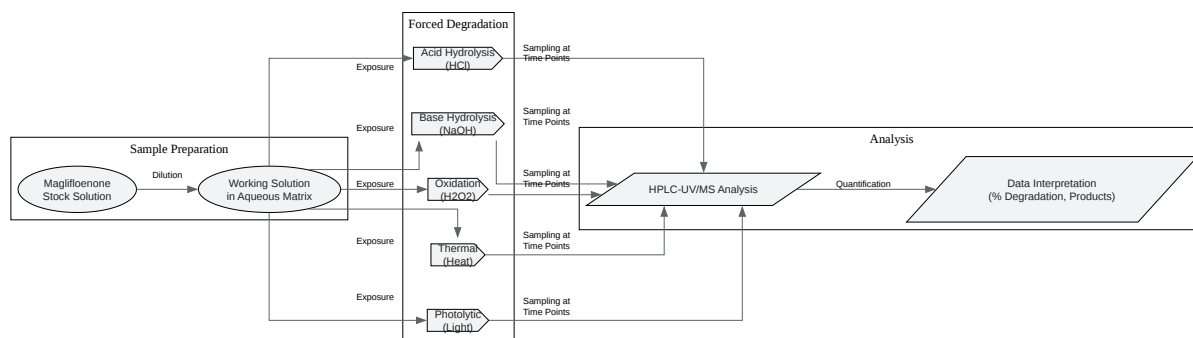 Forced Degradation
Acid Hydrolysis
(HCl)
Exposure
Sampling at
Time Points
Base Hydrolysis
(NaOH)
Exposure
Sampling at
Time Points
Sample Preparation
Analysis
Maglifloenone
Stock Solution
Dilution
Working Solution
in Aqueous Matrix
Exposure
Oxidation
(H2O2)
Sampling at
Time Points
HPLC-UV/MS Analysis
Quantification
Data Interpretation
(% Degradation, Products)
Exposure
Thermal
(Heat)
Sampling at
Time Points
Exposure
Photolytic
(Light)
Sampling at
Time Points